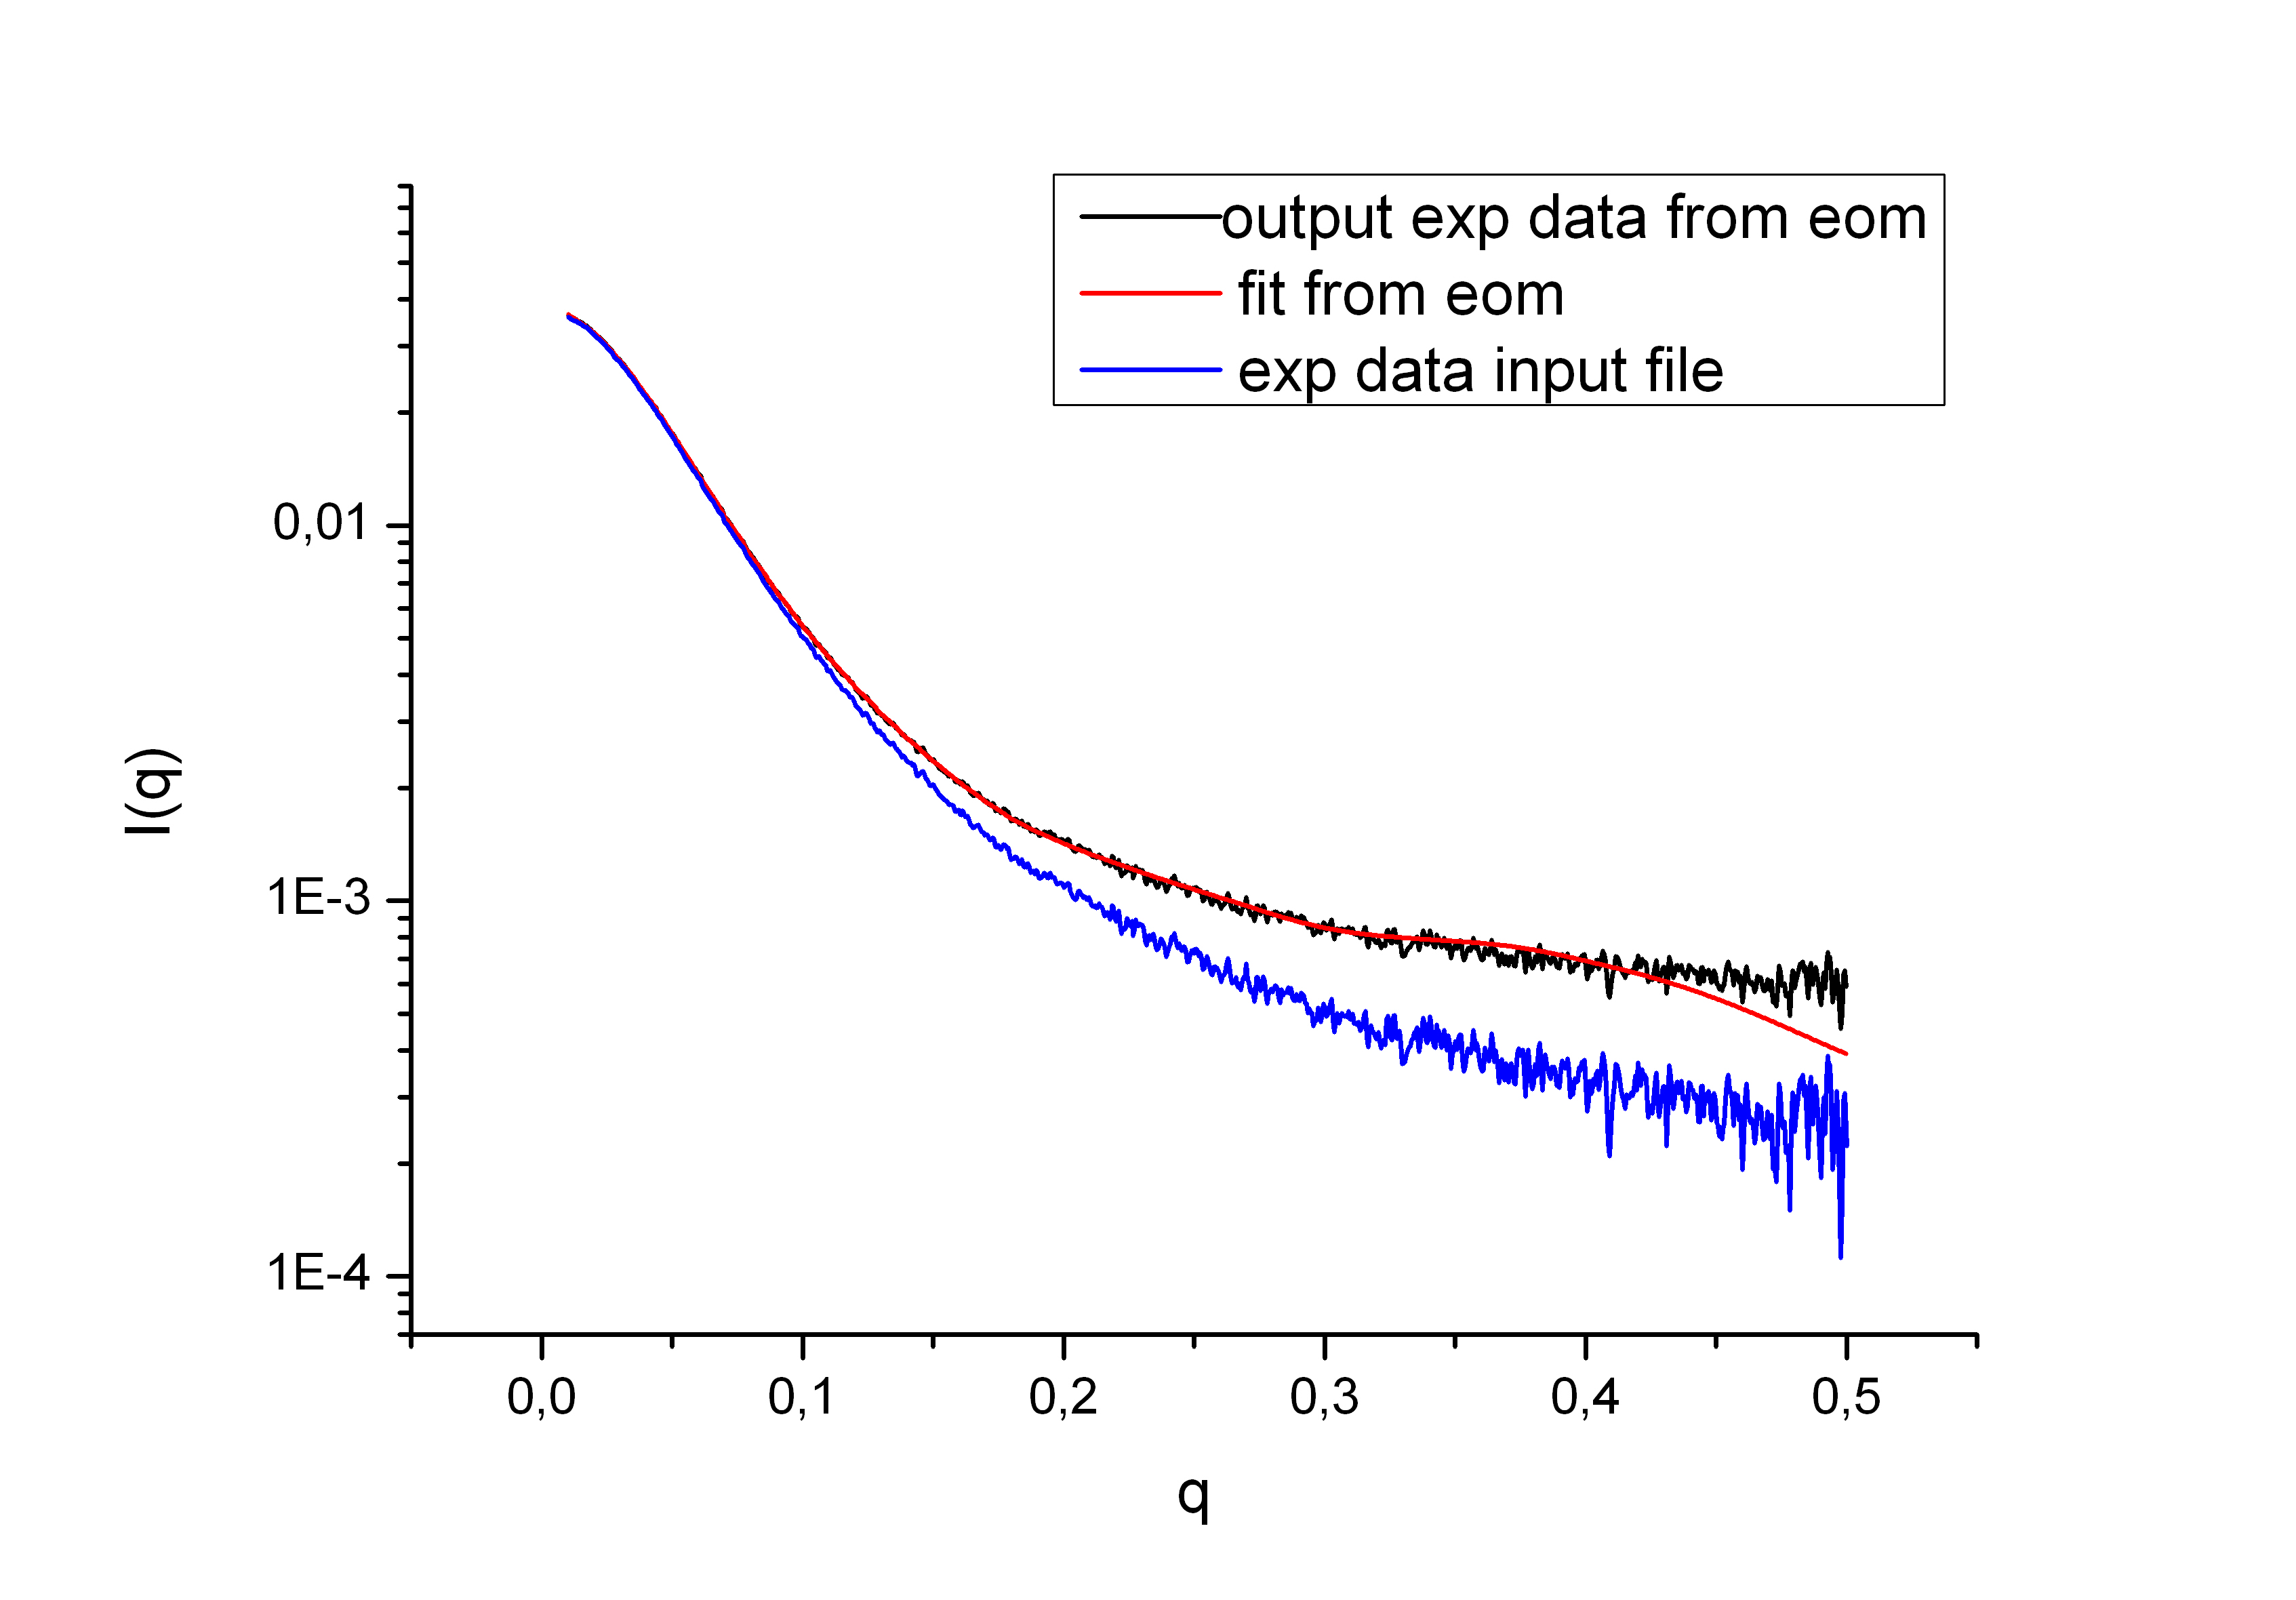 output exp data from eom
fit from eom
exp data input file
I(q)
0,01
1E-3
1E-4
0,0
0,1
0,2
0,3
0,4
0,5
q